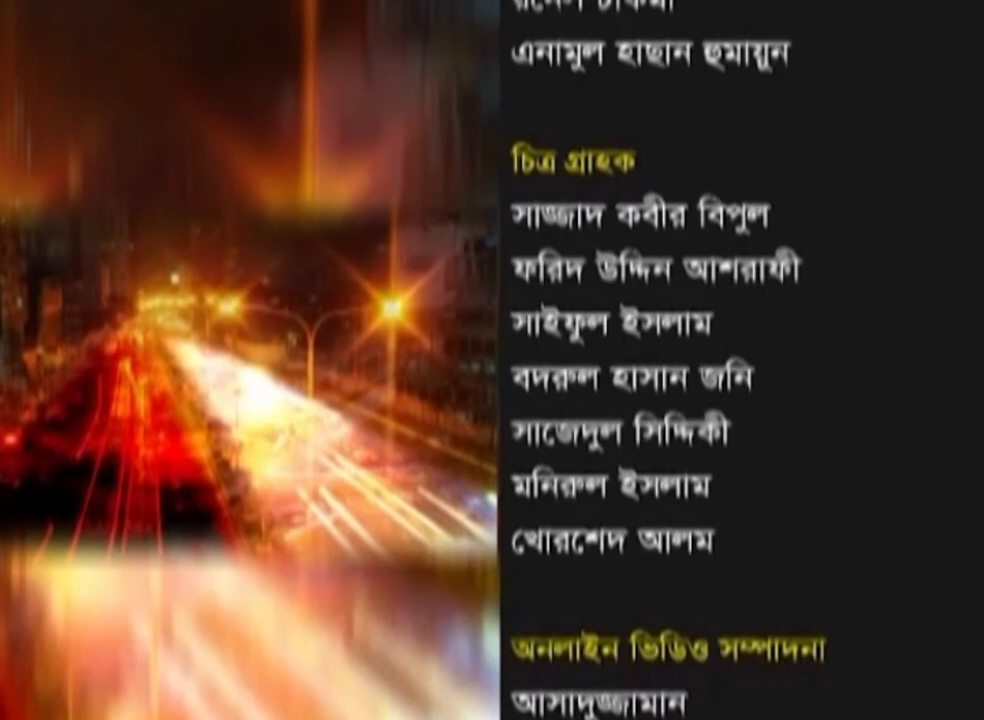 এনামুল হাছান হুমায়ূন
চিত্র গ্রাহক
সাজ্জাদ কবীর বিপুল
ফরিদ উদ্দিন আশরাফী
সাইফুল ইসলাম
বদরুল হাসান জনি
সাজেদুল সিদ্দিকী
মনিরুল ইসলাম
খোরশেদ আলম
অনলাইন ভিডিও সম্পাদনা
আসাদুজ্জামান